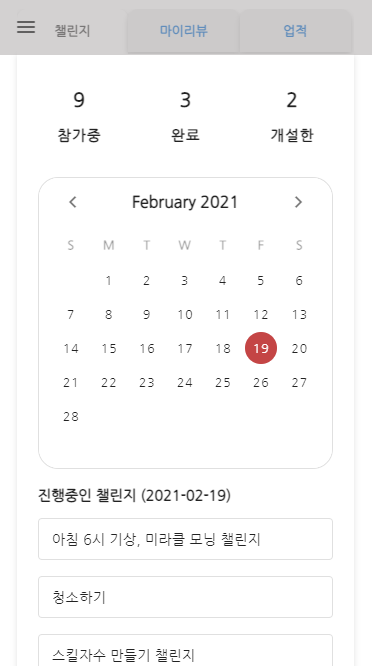 챌린지 마이리뷰 업적
9 3 2
참가중 완료 개설한
February 2021
S M T W T F S
1 2 3 4 5 6
7 8 9 10 11 12 13
14 15 16 17 18 19 20
21 22 23 24 25 26 27
28
진행중인 챌린지 (2021-02-19)
아침 6시 기상, 미라클 모닝 챌린지
청소하기
스킬자수 만들기 챌린지